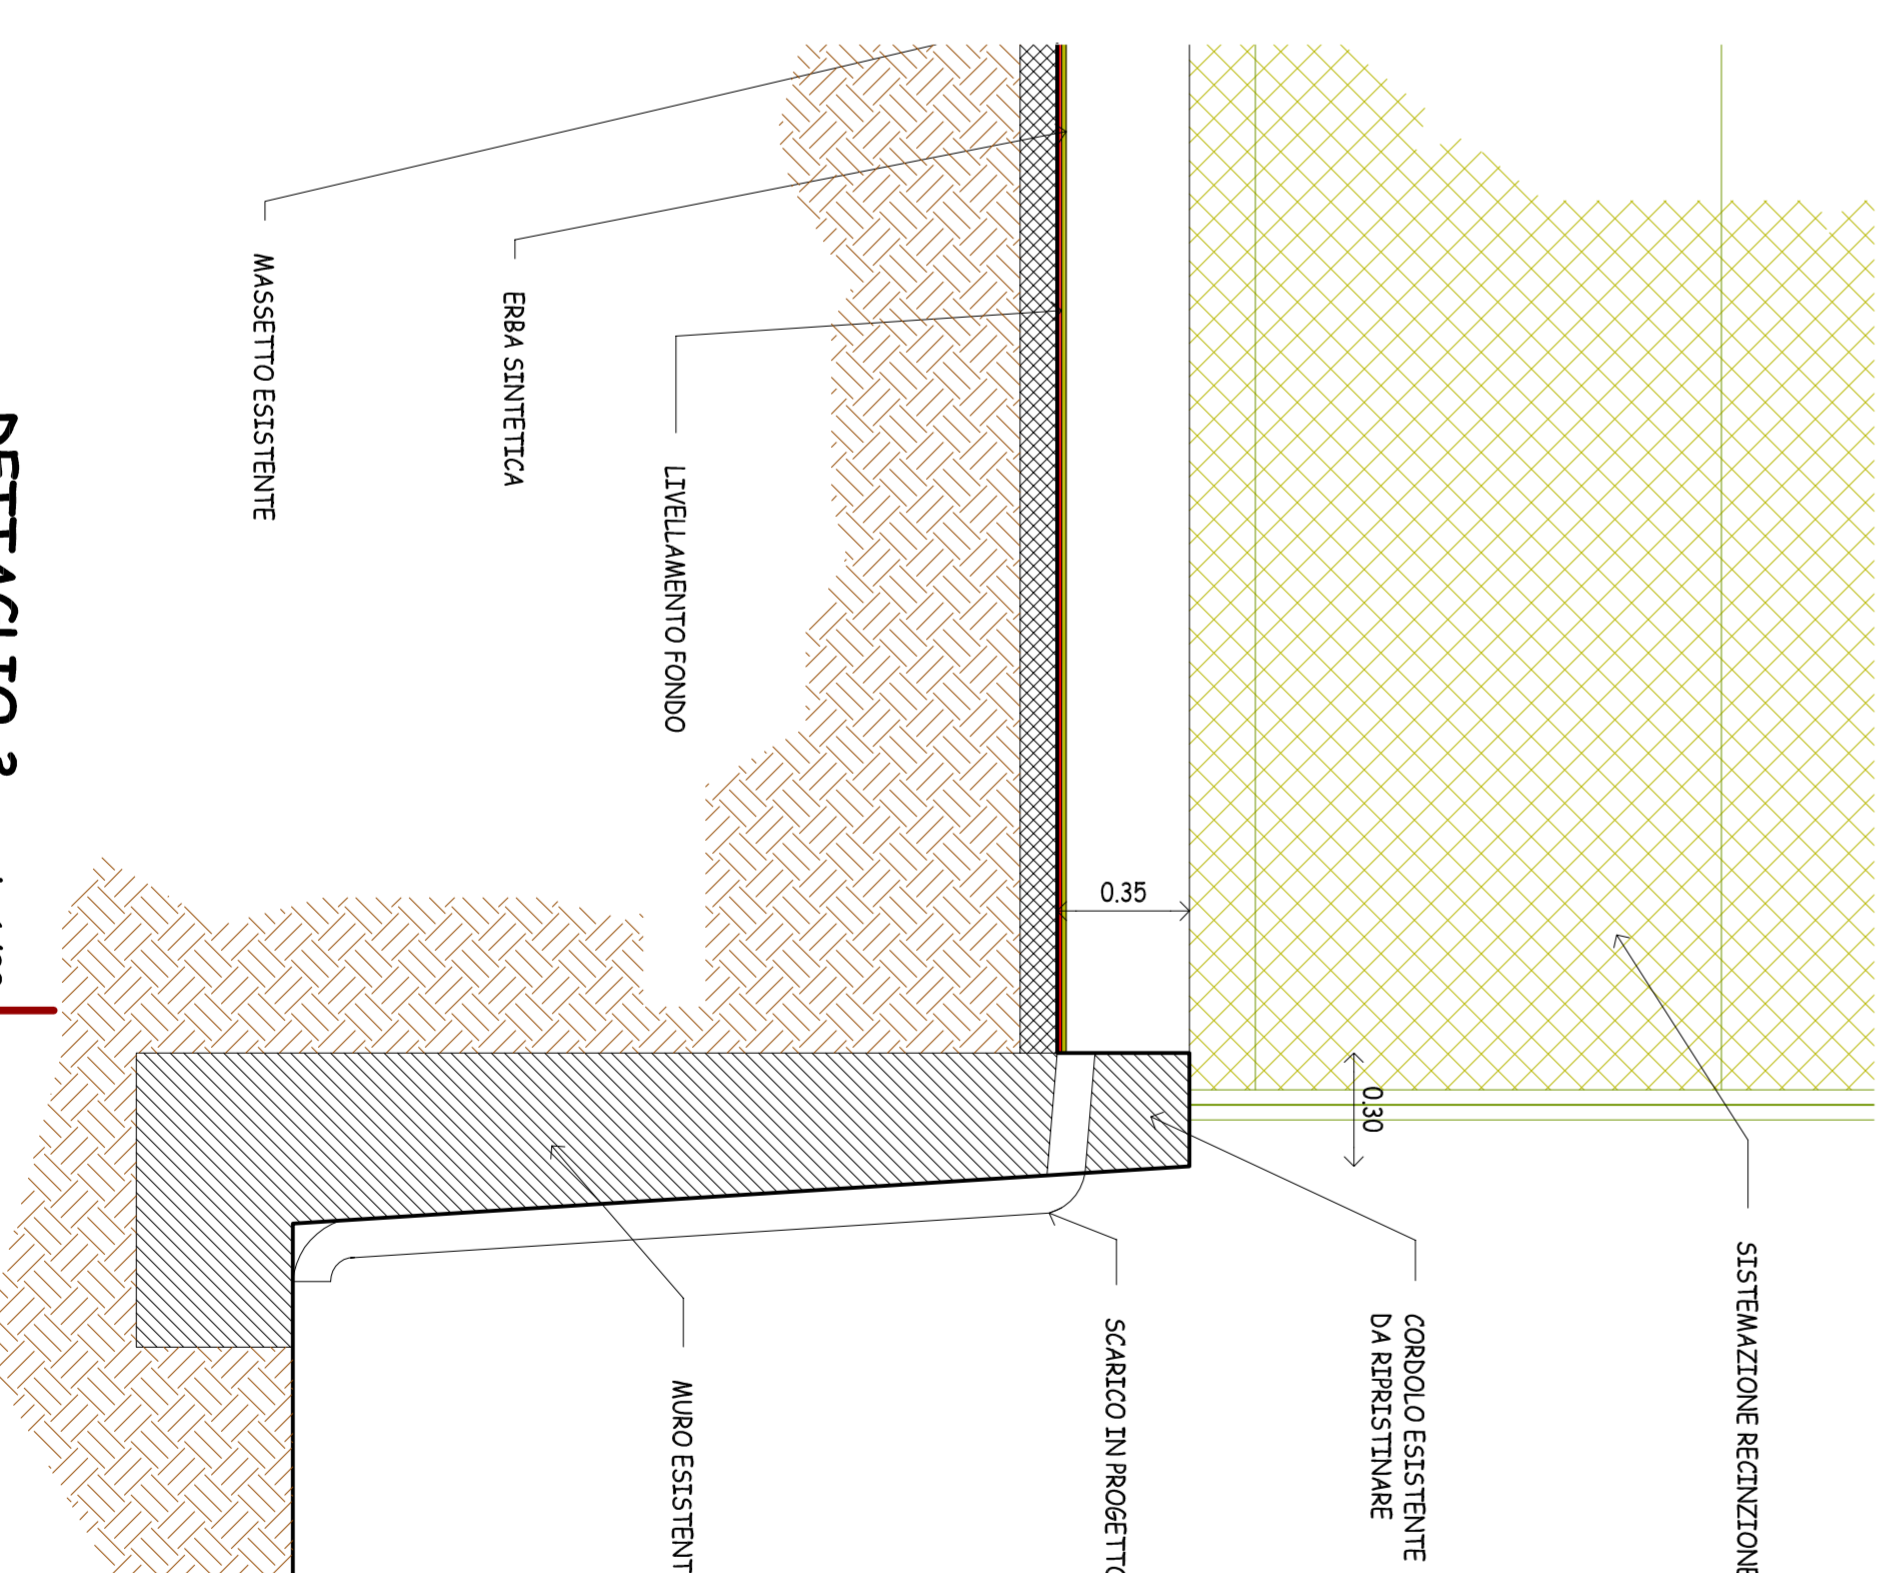 SISTEMAZIONE RECINZIONE
0.30
CORDOLO ESISTENTE
DA RIPRISTINARE
0.35
SCARICO IN PROGETTO
LIVELLAMENTO FONDO
MURO ESISTENT
ERBA SINTETICA
MASSETTO ESISTENTE
DETTAGLIO